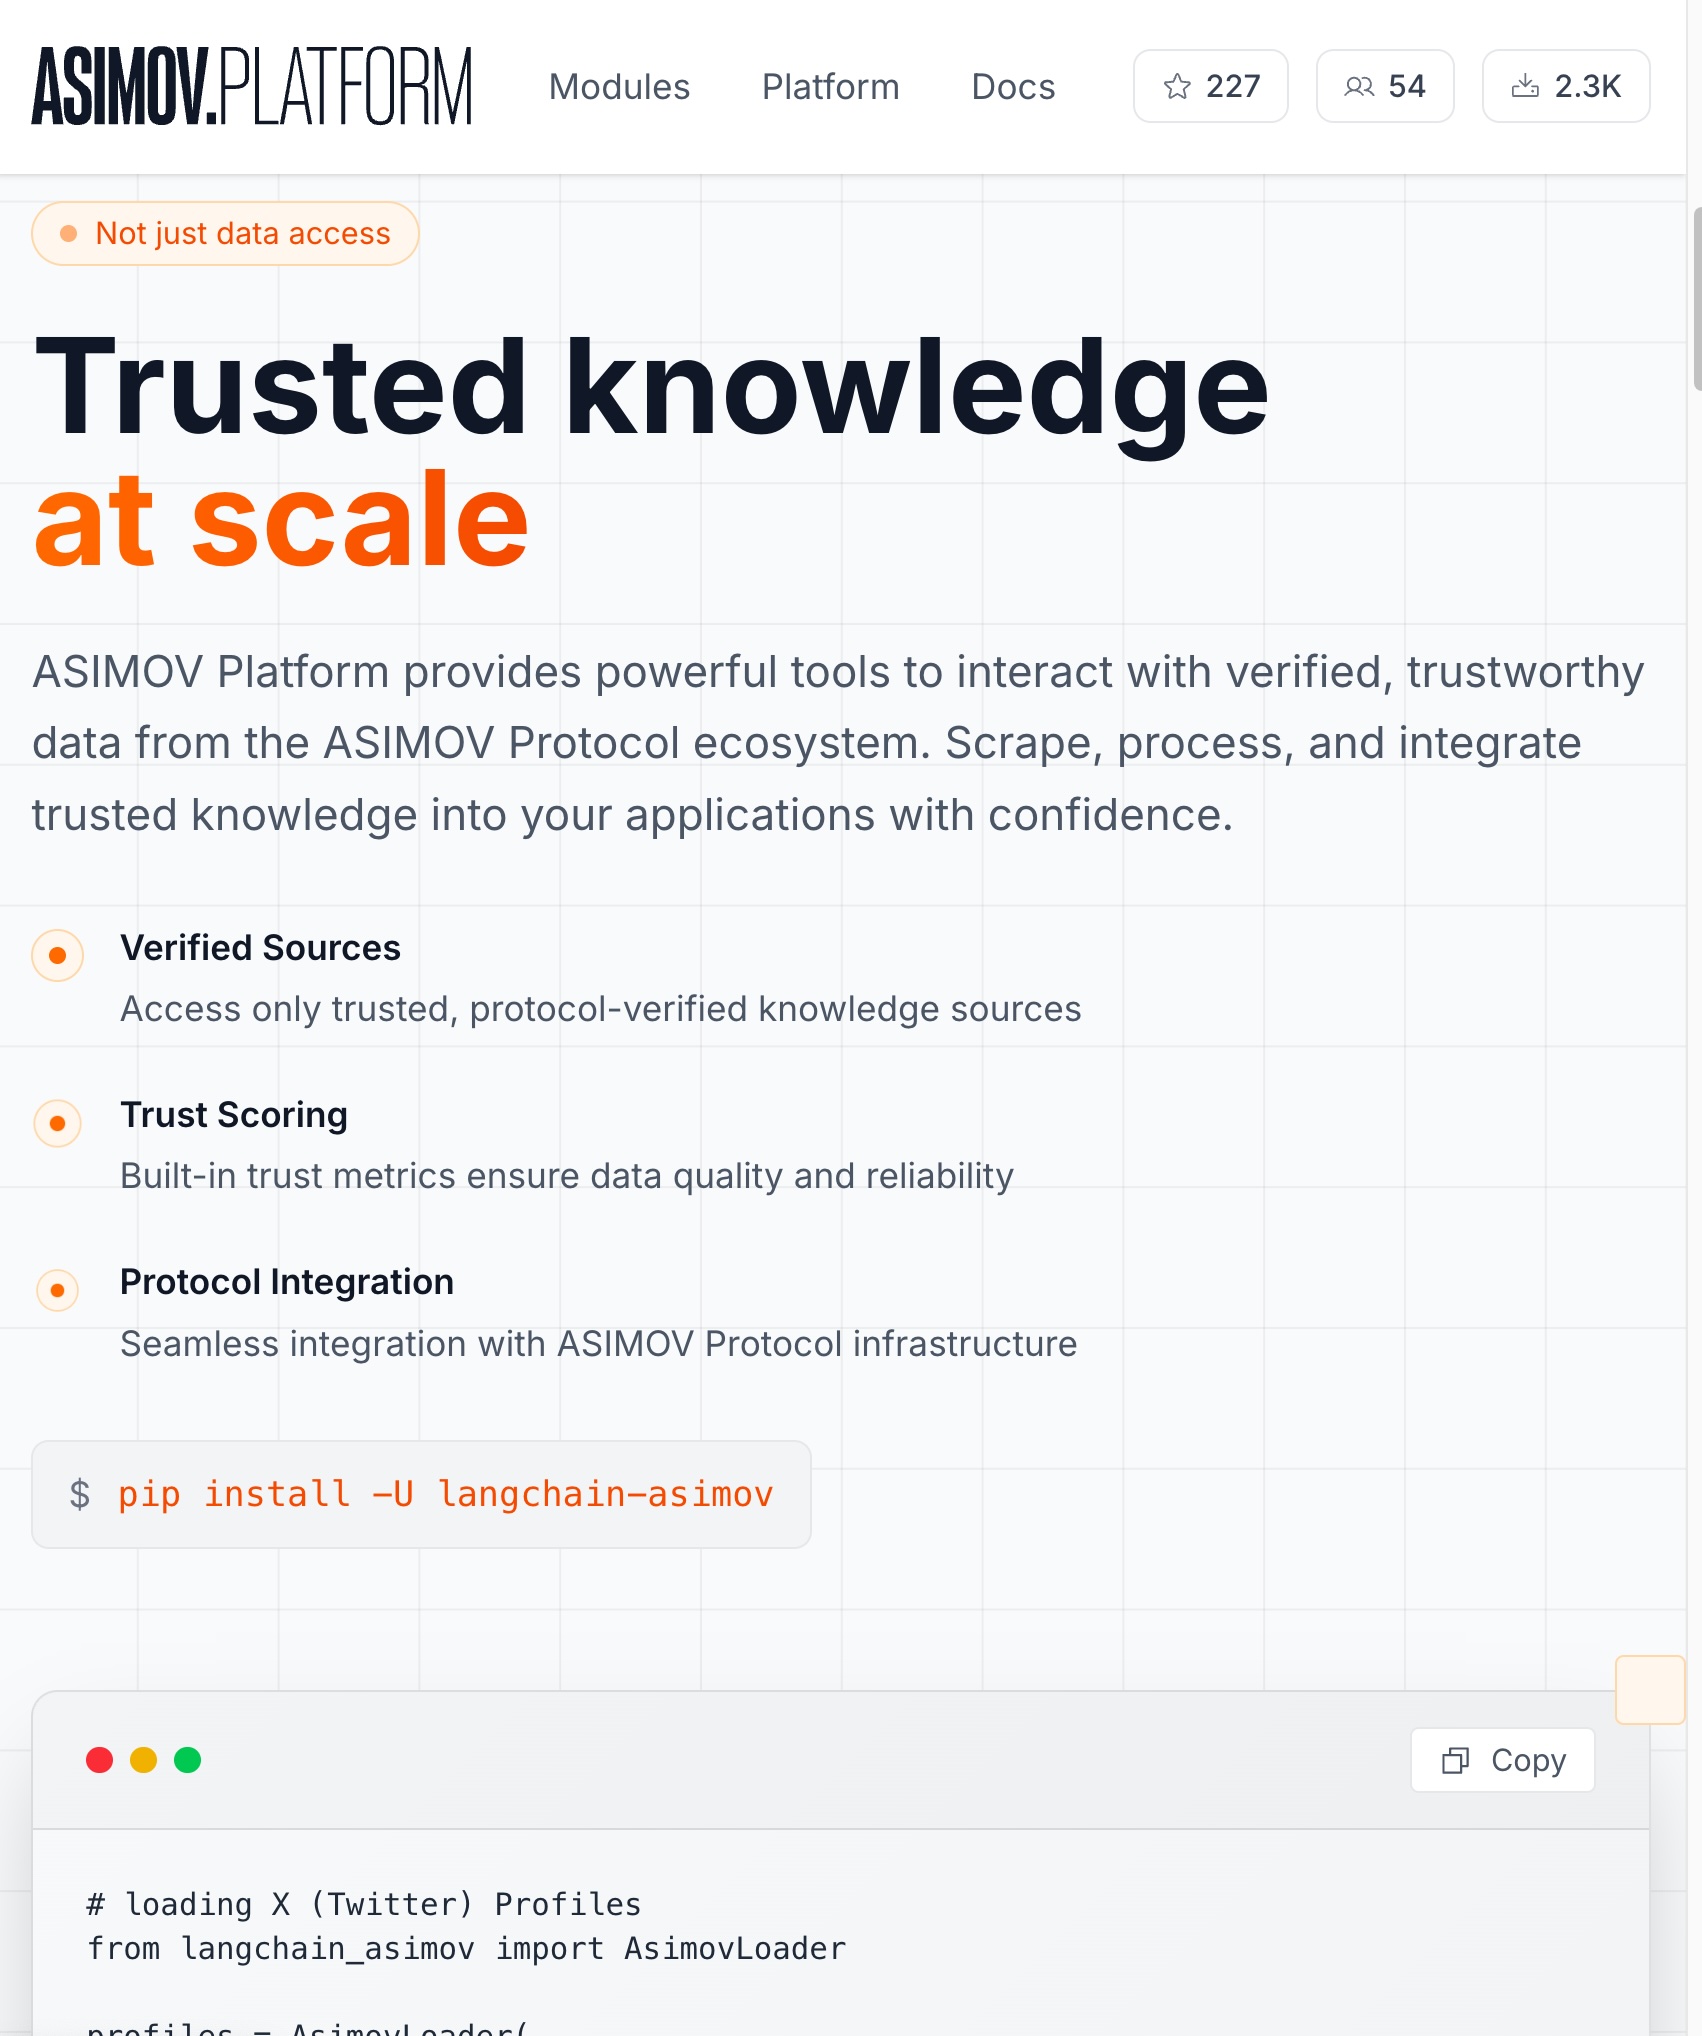 ASIMOV.PLATFORM
Modules
Platform
Docs
227
54
2.3K
Not just data access
Trusted knowledge
at scale
ASIMOV Platform provides powerful tools to interact with verified, trustworthy
data from the ASIMOV Protocol ecosystem. Scrape, process, and integrate
trusted knowledge into your applications with confidence.
Verified Sources
Access only trusted, protocol-verified knowledge sources
Trust Scoring
Built-in trust metrics ensure data quality and reliability
Protocol Integration
Seamless integration with ASIMOV Protocol infrastructure
$ pip install -U langchain-asimov
Copy
# loading X (Twitter) Profiles
from langchain_asimov import AsimovLoader
profiles = AsimovLoader(